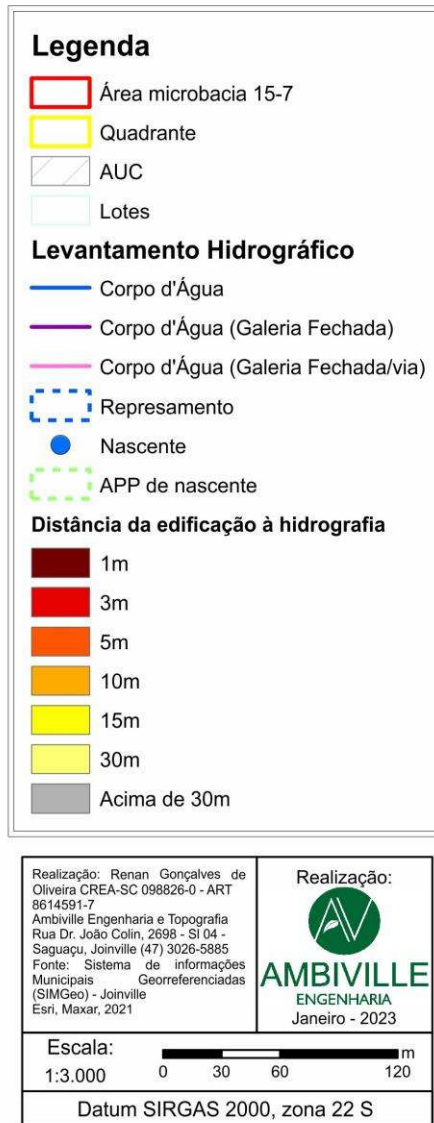 Legenda
Área microbacia 15-7
Quadrante
AUC
Lotes
Levantamento Hidrográfico
Corpo d'Água
Corpo d'Água (Galeria Fechada)
Corpo d'Água (Galeria Fechada/via)
Represamento
Nascente
APP de nascente
Distância da edificação à hidrografia
1m
3m
5m
10m
15m
30m
Acima de 30m
Realização: Renan Gonçalves de
Oliveira CREA-SC 098826-0 - ART
8614591-7
Ambiville Engenharia e Topografia
Rua Dr. João Colin, 2698 - Sl 04 -
Saguaçu, Joinville (47) 3026-5885
Fonte: Sistema de informações
Municipais Georreferenciadas
(SIMGeo) - Joinville
Esri, Maxar, 2021
Realização:
AMBIVILLE
ENGENHARIA
Janeiro - 2023
Escala:
1:3.000
m
0 30 60 120
Datum SIRGAS 2000, zona 22 S